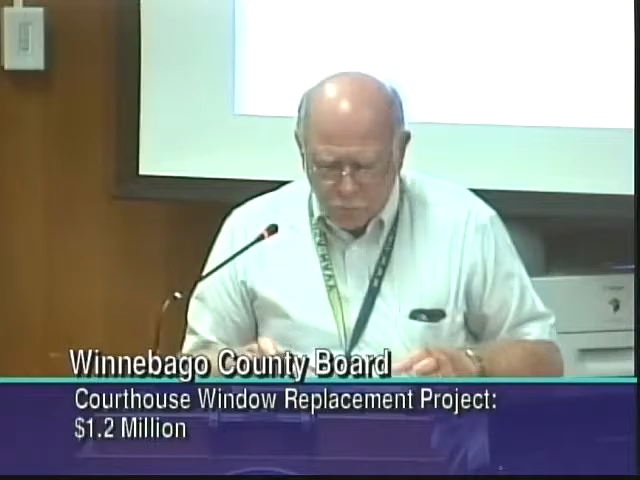 Winnebago County Board
Courthouse Window Replacement Project:
$1.2 Million